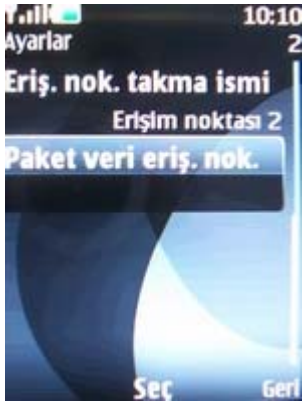 10:10
Ayarlar 2
Eriş. nok. takma ismi
Erişim noktası 2
Paket veri eriş. nok.
Seç Geri